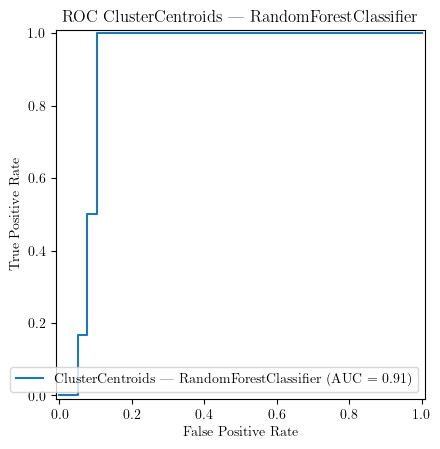 ROC ClusterCentroids — RandomForestClassifier
True Positive Rate
1.0
0.8
0.6
0.4
0.2
0.0
ClusterCentroids — RandomForestClassifier (AUC = 0.91)
0.0 0.2 0.4 0.6 0.8 1.0
False Positive Rate